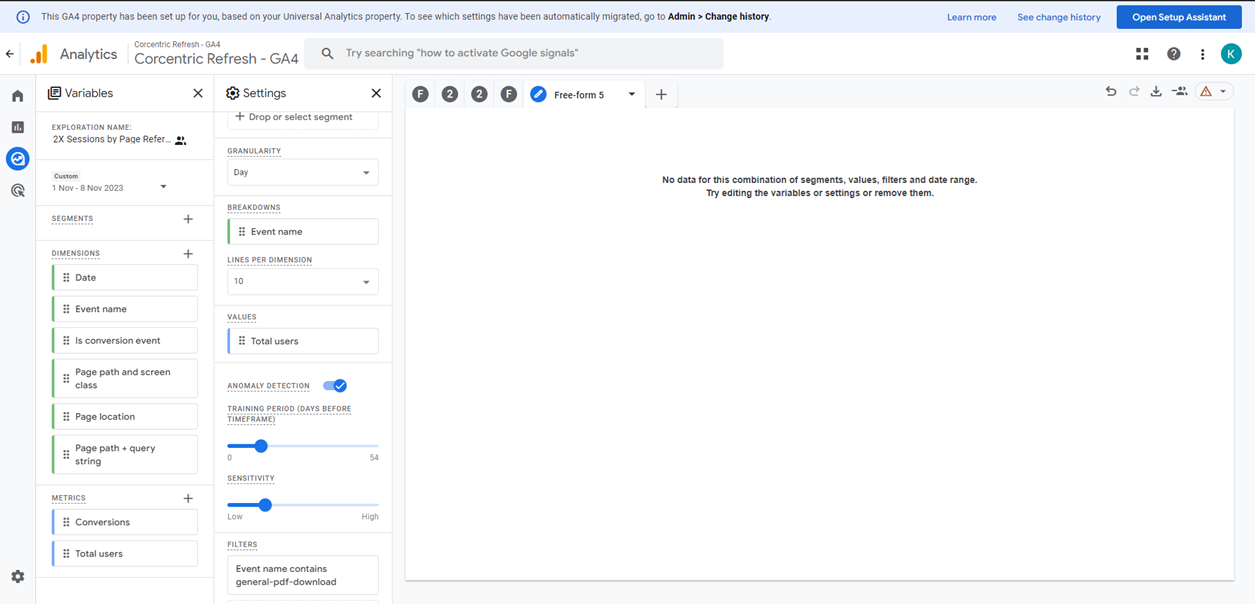 This GA4 property has been set up for you, based on your Universal Analytics property. To see which settings have been automatically migrated, go to Admin > Change history.
Learn more
See change history
Open Setup Assistant
Analytics
Corcentric Refresh - GA4
Corcentric Refresh - GA4
Try searching "how to activate Google signals"
K
Variables
EXPLORATION NAME:
2X Sessions by Page Refer...
Custom
1 Nov - 8 Nov 2023
SEGMENTS
DIMENSIONS
Date
Event name
Is conversion event
Page path and screen
class
Page location
Page path + query
string
METRICS
Conversions
Total users
Settings
Drop or select segment
GRANULARITY
Day
BREAKDOWNS
Event name
LINES PER DIMENSION
10
VALUES
Total users
ANOMALY DETECTION
TRAINING PERIOD (DAYS BEFORE
TIMEFRAME)
0 54
SENSITIVITY
Low High
FILTERS
Event name contains
general-pdf-download
F 2 2 F Free-form 5
No data for this combination of segments, values, filters and date range.
Try editing the variables or settings or remove them.